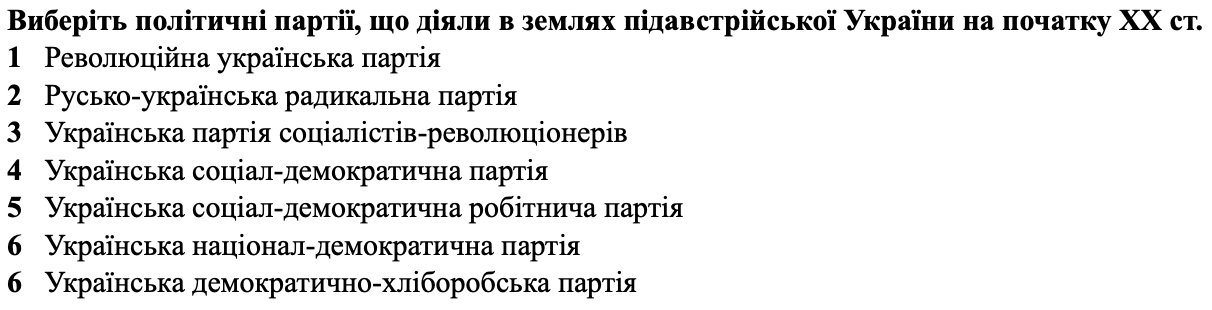 Виберіть політичні партії, що діяли в землях підавстрійської України на початку ХХ ст.
1 Революційна українська партія
2 Русько-українська радикальна партія
3 Українська партія соціалістів-революціонерів
4 Українська соціал-демократична партія
5 Українська соціал-демократична робітнича партія
6 Українська націонал-демократична партія
6 Українська демократично-хліборобська партія